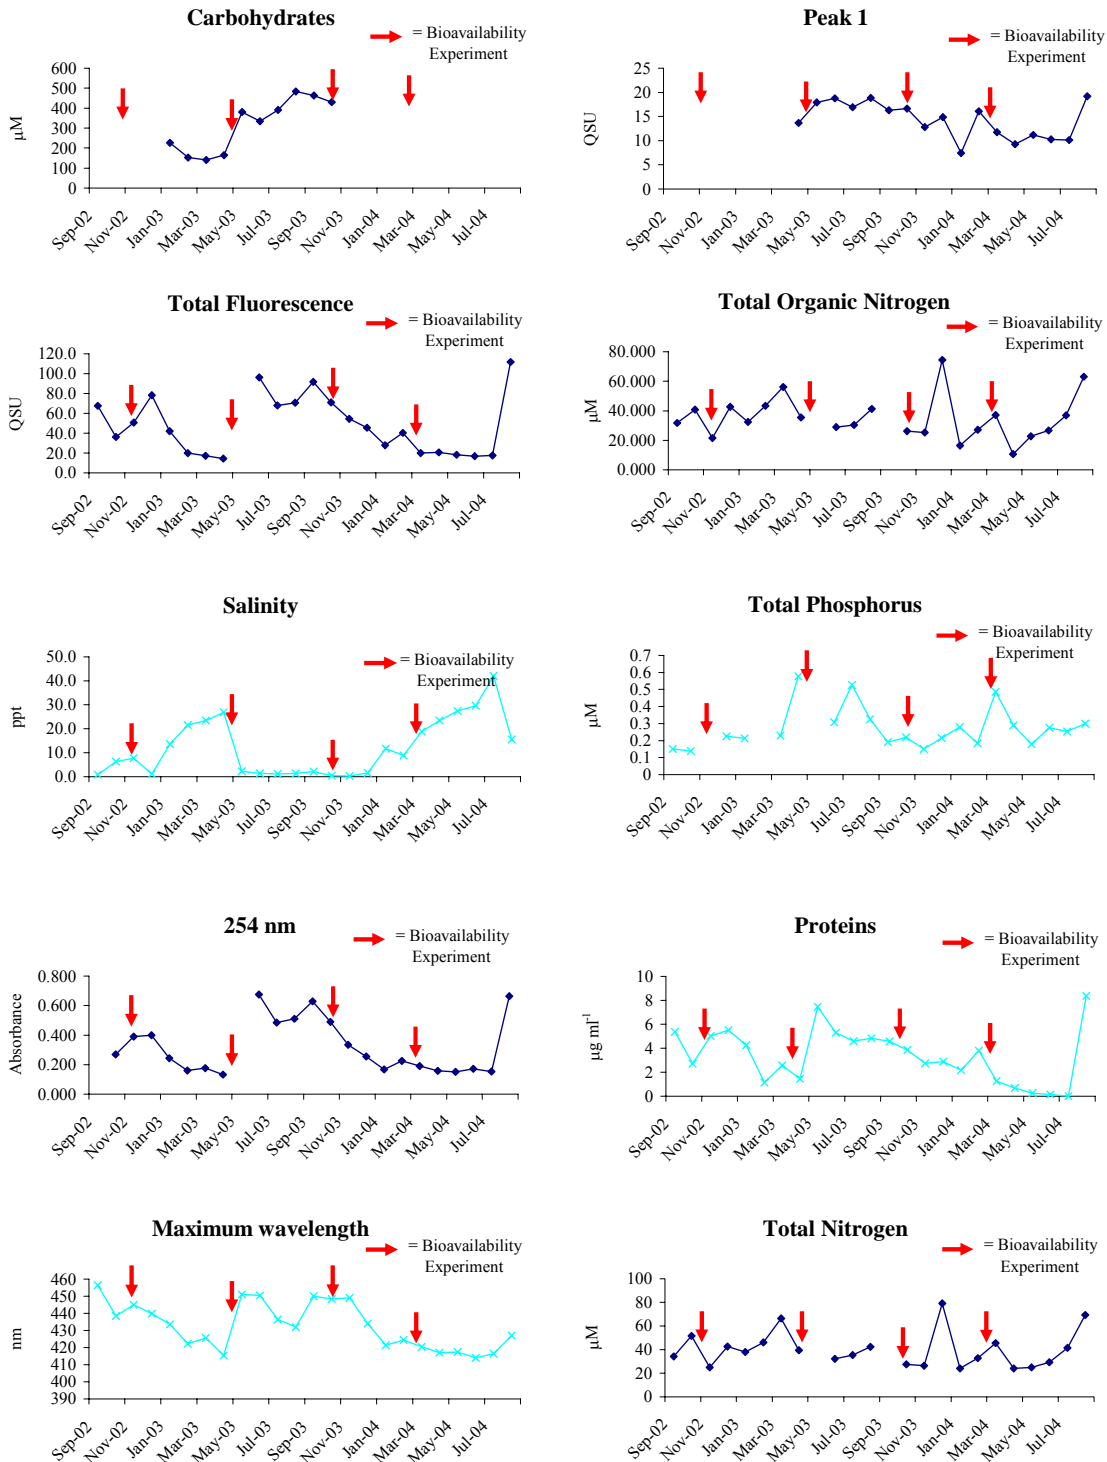 Carbohydrates
= Bioavailability
Experiment
µM
600
500
400
300
200
100
0
Sep-02
Nov-02
Jan-03
Mar-03
May-03
Jul-03
Sep-03
Nov-03
Jan-04
Mar-04
May-04
Jul-04
Peak 1
= Bioavailability
Experiment
QSU
25
20
15
10
5
0
Sep-02
Nov-02
Jan-03
Mar-03
May-03
Jul-03
Sep-03
Nov-03
Jan-04
Mar-04
May-04
Jul-04
Total Fluorescence
= Bioavailability
Experiment
QSU
120.0
100.0
80.0
60.0
40.0
20.0
0.0
Sep-02
Nov-02
Jan-03
Mar-03
May-03
Jul-03
Sep-03
Nov-03
Jan-04
Mar-04
May-04
Jul-04
Total Organic Nitrogen
= Bioavailability
Experiment
µM
80.000
60.000
40.000
20.000
0.000
Sep-02
Nov-02
Jan-03
Mar-03
May-03
Jul-03
Sep-03
Nov-03
Jan-04
Mar-04
May-04
Jul-04
Salinity
= Bioavailability
Experiment
ppt
50.0
40.0
30.0
20.0
10.0
0.0
Sep-02
Nov-02
Jan-03
Mar-03
May-03
Jul-03
Sep-03
Nov-03
Jan-04
Mar-04
May-04
Jul-04
Total Phosphorus
= Bioavailability
Experiment
µM
0.7
0.6
0.5
0.4
0.3
0.2
0.1
0
Sep-02
Nov-02
Jan-03
Mar-03
May-03
Jul-03
Sep-03
Nov-03
Jan-04
Mar-04
May-04
Jul-04
254 nm
= Bioavailability
Experiment
Absorbance
0.800
0.600
0.400
0.200
0.000
Sep-02
Nov-02
Jan-03
Mar-03
May-03
Jul-03
Sep-03
Nov-03
Jan-04
Mar-04
May-04
Jul-04
Proteins
= Bioavailability
Experiment
µg ml-1
10
8
6
4
2
0
Sep-02
Nov-02
Jan-03
Mar-03
May-03
Jul-03
Sep-03
Nov-03
Jan-04
Mar-04
May-04
Jul-04
Maximum wavelength
= Bioavailability
Experiment
nm
460
450
440
430
420
410
400
390
Sep-02
Nov-02
Jan-03
Mar-03
May-03
Jul-03
Sep-03
Nov-03
Jan-04
Mar-04
May-04
Jul-04
Total Nitrogen
= Bioavailability
Experiment
µM
100
80
60
40
20
0
Sep-02
Nov-02
Jan-03
Mar-03
May-03
Jul-03
Sep-03
Nov-03
Jan-04
Mar-04
May-04
Jul-04